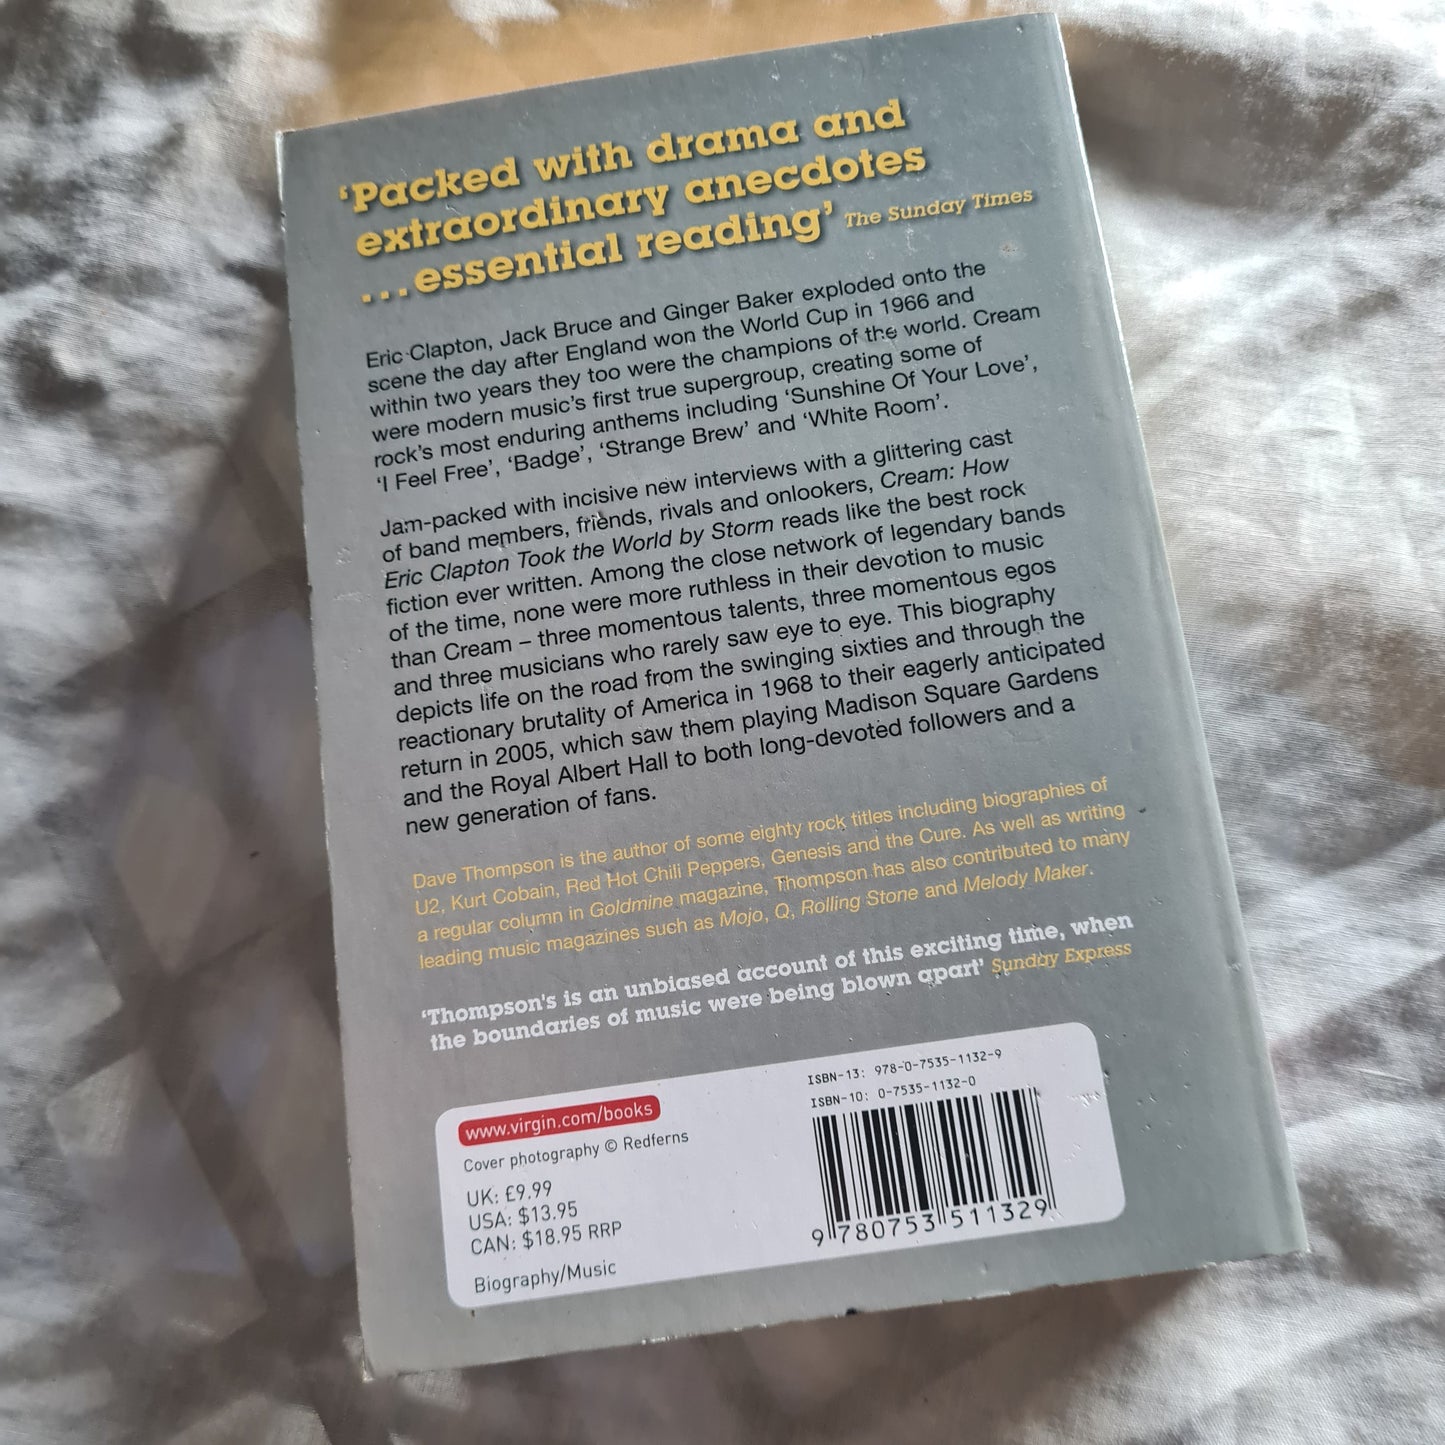 ‘Packed with drama and
extraordinary anecdotes
...essential reading’ The Sunday Times
Eric Clapton, Jack Bruce and Ginger Baker exploded onto the
scene the day after England won the World Cup in 1966 and
within two years they too were the champions of the world. Cream
were modern music's first true supergroup, creating some of
rock's most enduring anthems including ‘Sunshine Of Your Love’,
‘I Feel Free’, ‘Badge’, ‘Strange Brew’ and ‘White Room’.
Jam-packed with incisive new interviews with a glittering cast
of band members, friends, rivals and onlookers, Cream: How
Eric Clapton Took the World by Storm reads like the best rock
fiction ever written. Among the close network of legendary bands
of the time, none were more ruthless in their devotion to music
than Cream – three momentous talents, three momentous egos
and three musicians who rarely saw eye to eye. This biography
depicts life on the road from the swinging sixties and through the
reactionary brutality of America in 1968 to their eagerly anticipated
return in 2005, which saw them playing Madison Square Gardens
and the Royal Albert Hall to both long-devoted followers and a
new generation of fans.
Dave Thompson is the author of some eighty rock titles including biographies of
U2, Kurt Cobain, Red Hot Chili Peppers, Genesis and the Cure. As well as writing
a regular column in Goldmine magazine, Thompson has also contributed to many
leading music magazines such as Mojo, Q, Rolling Stone and Melody Maker.
‘Thompson's is an unbiased account of this exciting time, when
the boundaries of music were being blown apart’ Sunday Express
www.virgin.com/books
Cover photography © Redferns
UK: £9.99
USA: $13.95
CAN: $18.95 RRP
Biography/Music
ISBN-13: 978-0-7535-1132-9
ISBN-10: 0-7535-1132-0
9 780753 511329